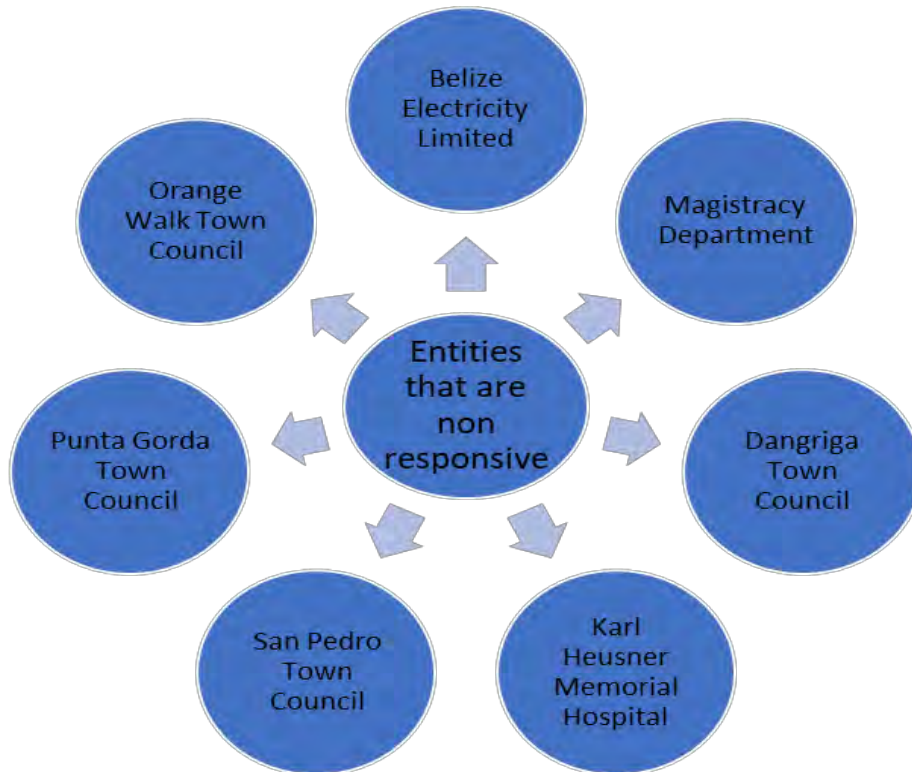 Belize
Electricity
Limited
Magistracy
Department
Dangriga
Town
Council
Karl
Heusner
Memorial
Hospital
San Pedro
Town
Council
Punta Gorda
Town
Council
Orange
Walk Town
Council
Entities
that are
non
responsive